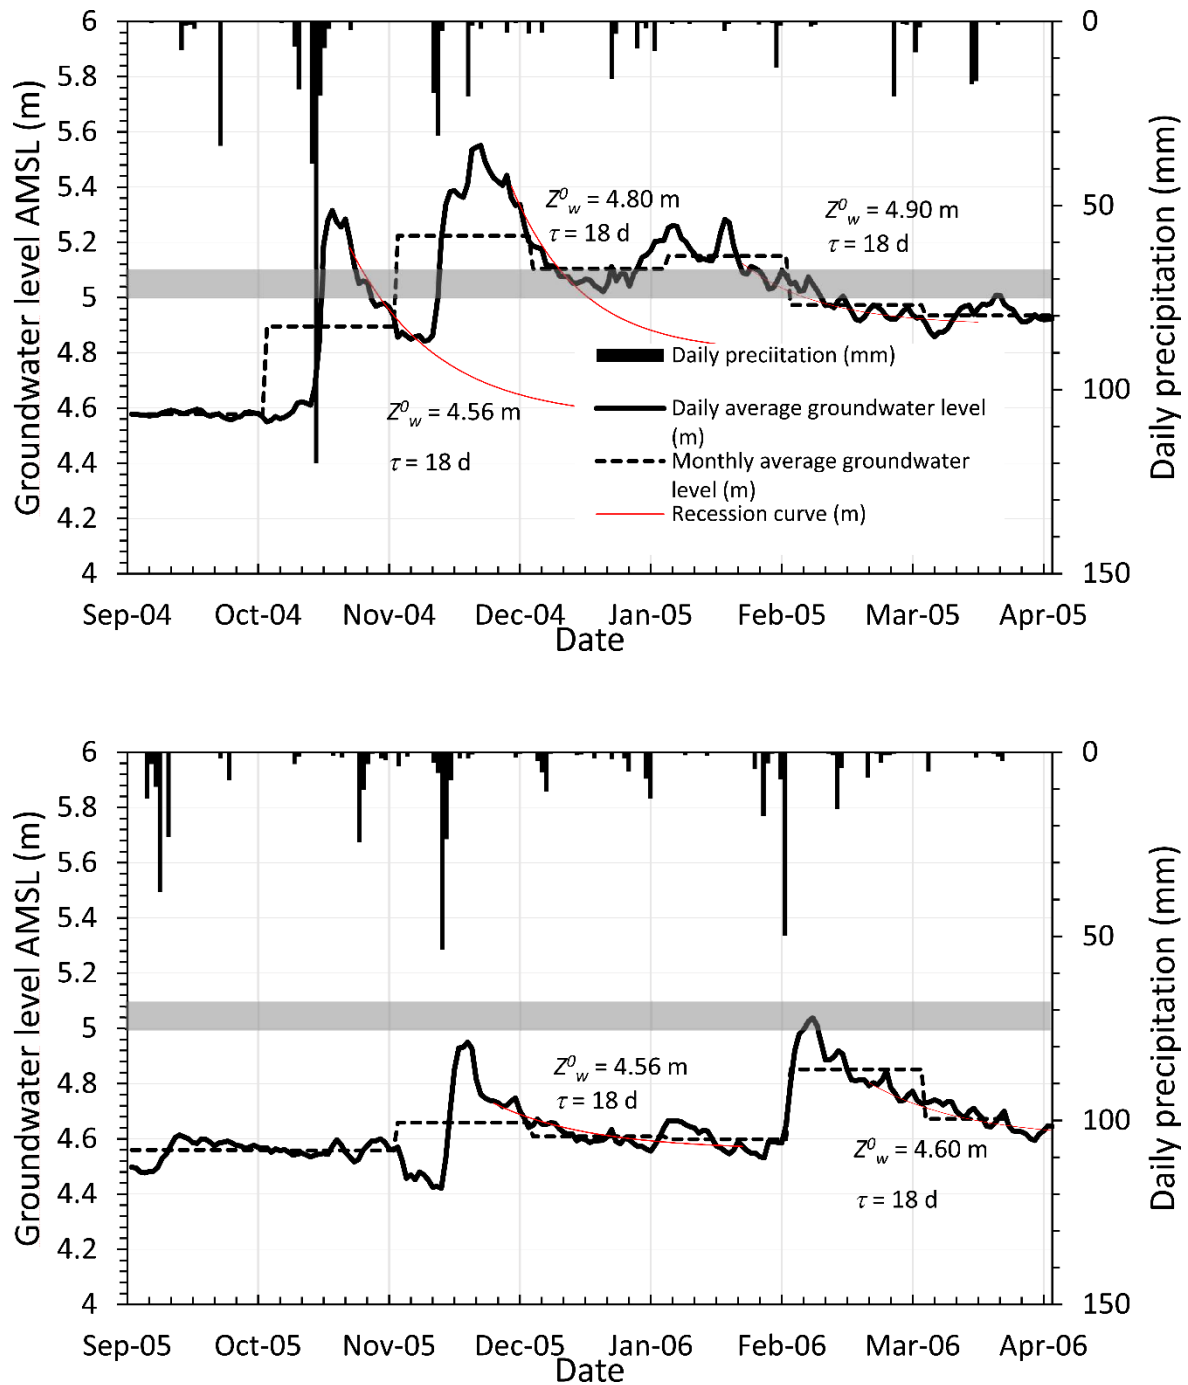 Groundwater level AMSL (m)
6
5.8
5.6
5.4
5.2
5
4.8
4.6
4.4
4.2
4
0
50
100
150
Daily precipitation (mm)
Z⁰w = 4.80 m
τ = 18 d
Z⁰w = 4.90 m
τ = 18 d
Z⁰w = 4.56 m
τ = 18 d
Daily preciitation (mm)
Daily average groundwater level
(m)
Monthly average groundwater
level (m)
Recession curve (m)
Sep-04 Oct-04 Nov-04 Dec-04 Jan-05 Feb-05 Mar-05 Apr-05
Date
Groundwater level AMSL (m)
6
5.8
5.6
5.4
5.2
5
4.8
4.6
4.4
4.2
4
0
50
100
150
Daily precipitation (mm)
Z⁰w = 4.56 m
τ = 18 d
Z⁰w = 4.60 m
τ = 18 d
Sep-05 Oct-05 Nov-05 Dec-05 Jan-06 Feb-06 Mar-06 Apr-06
Date